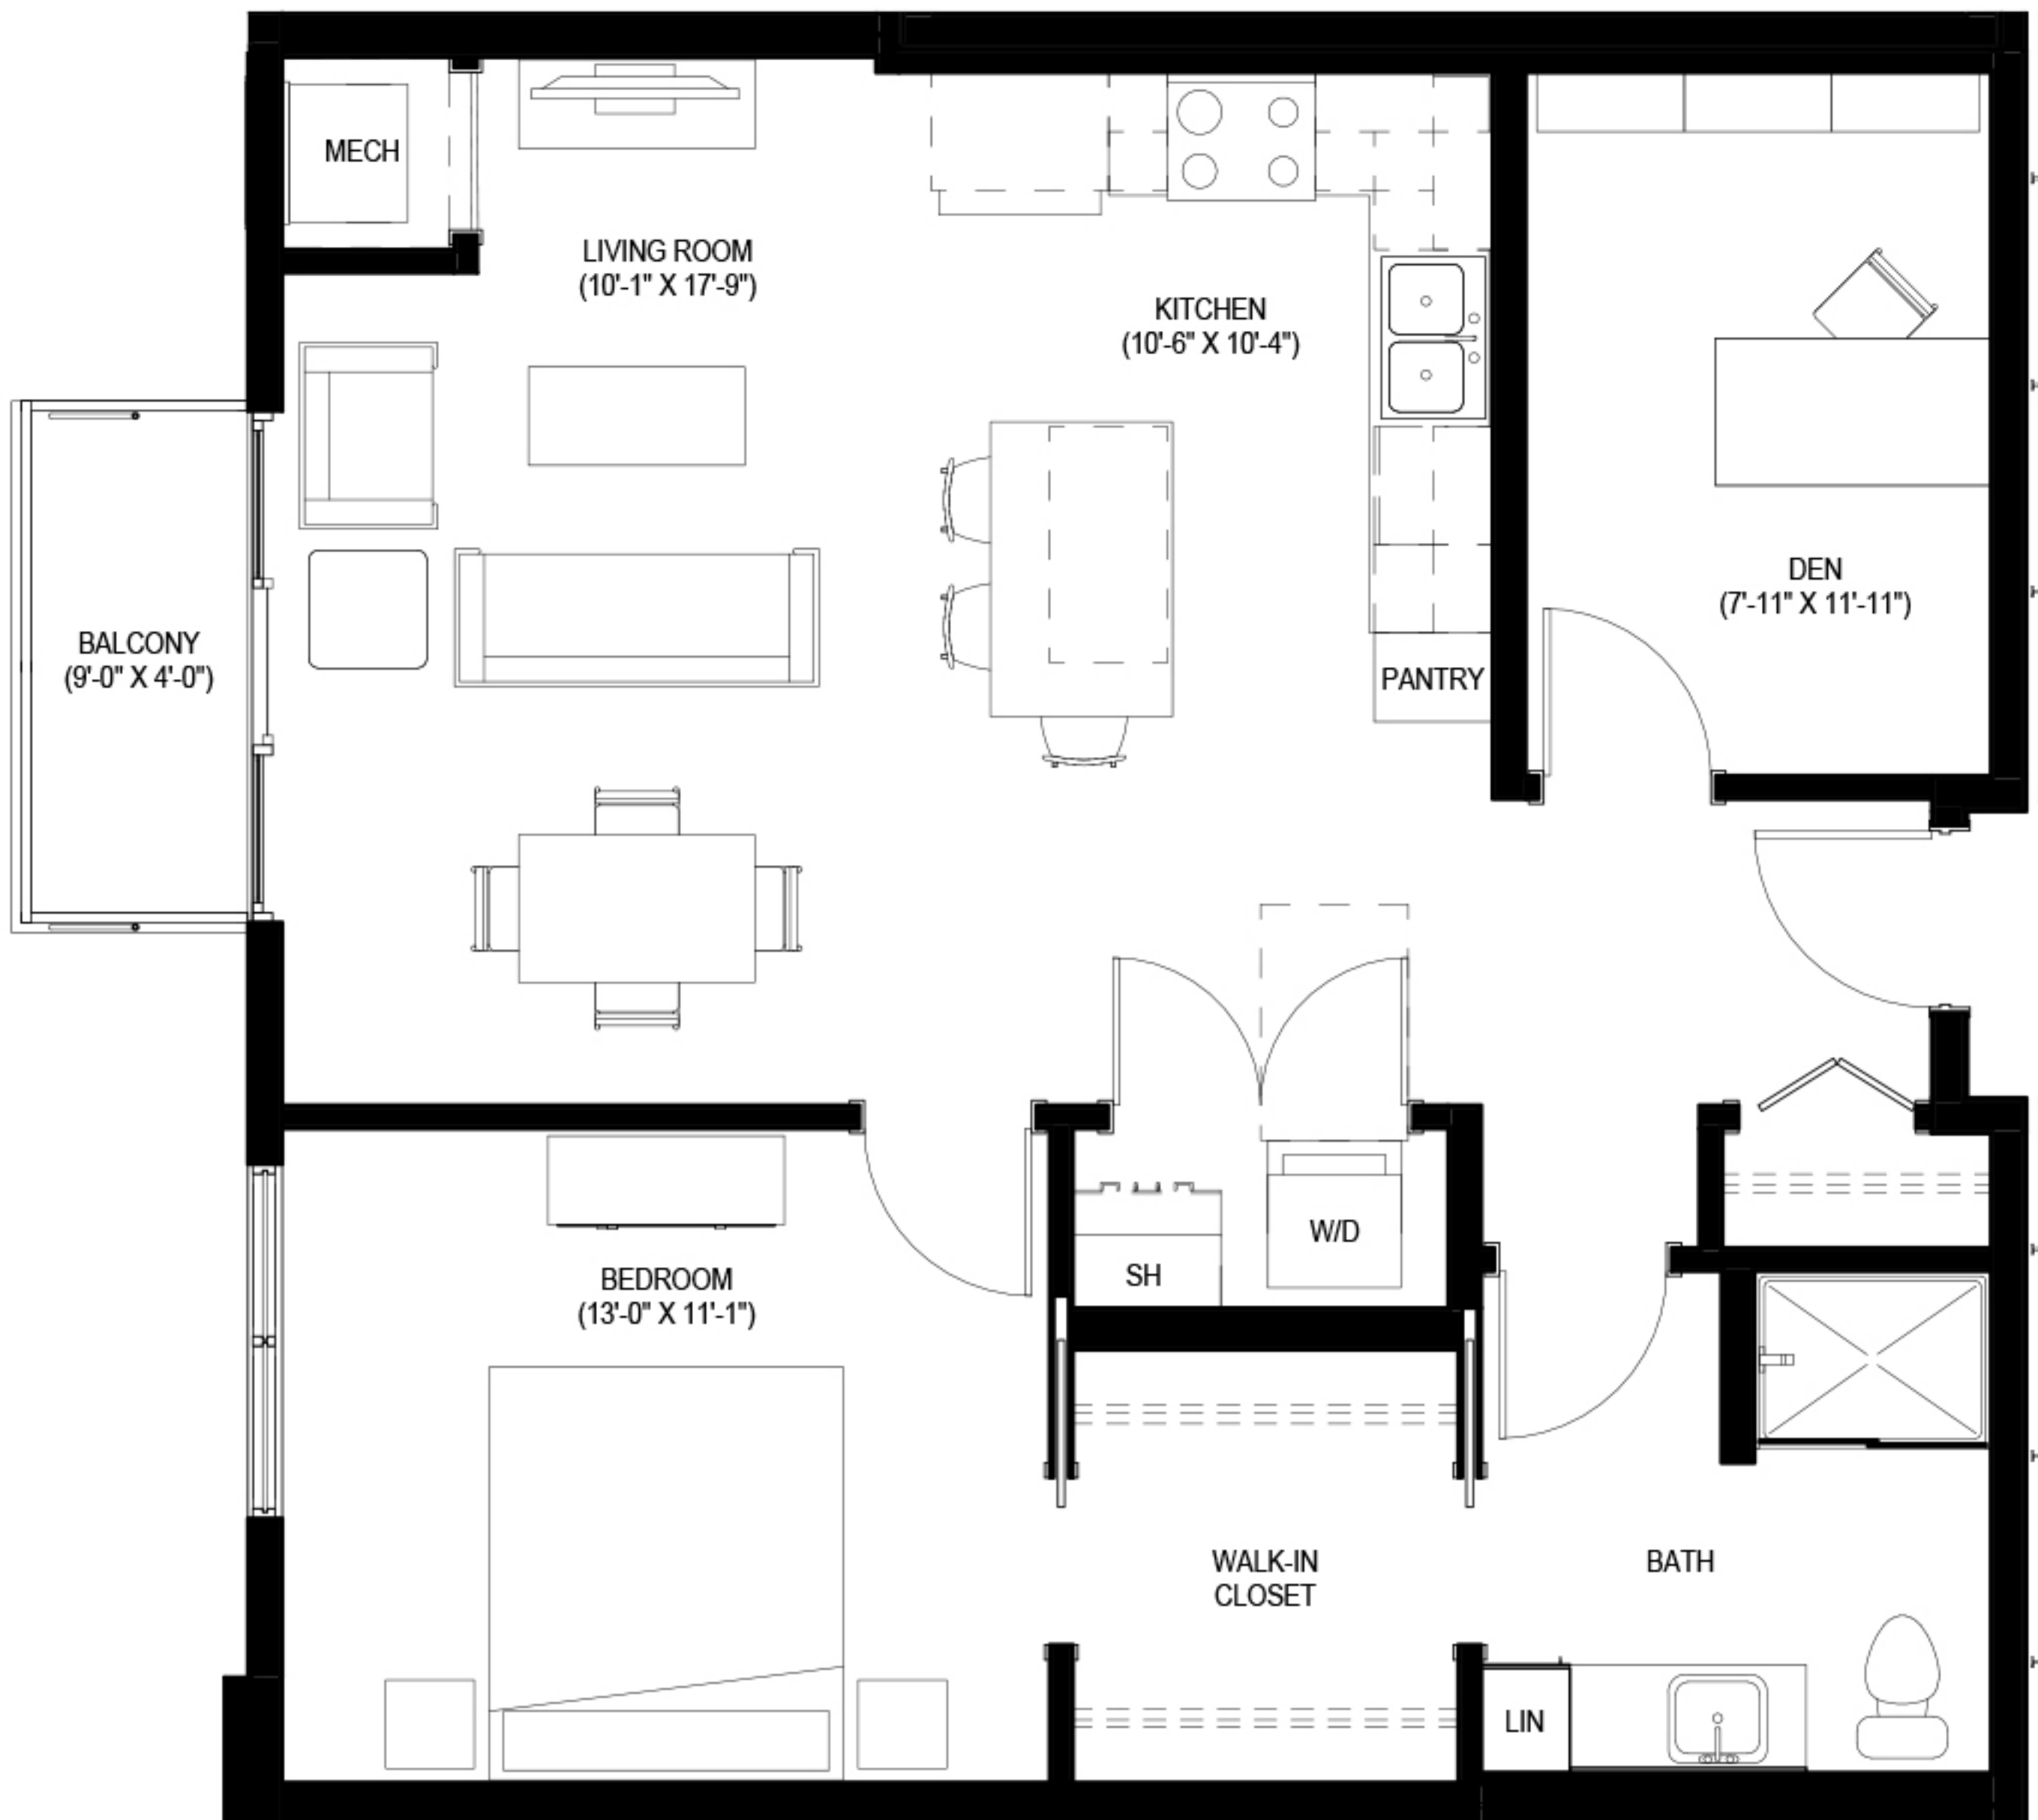 MECH
LIVING ROOM
(10'-1" X 17'-9")
KITCHEN
(10'-6" X 10'-4")
DEN
(7'-11" X 11'-11")
BALCONY
(9'-0" X 4'-0")
PANTRY
W/D
SH
BEDROOM
(13'-0" X 11'-1")
WALK-IN
CLOSET
BATH
LIN